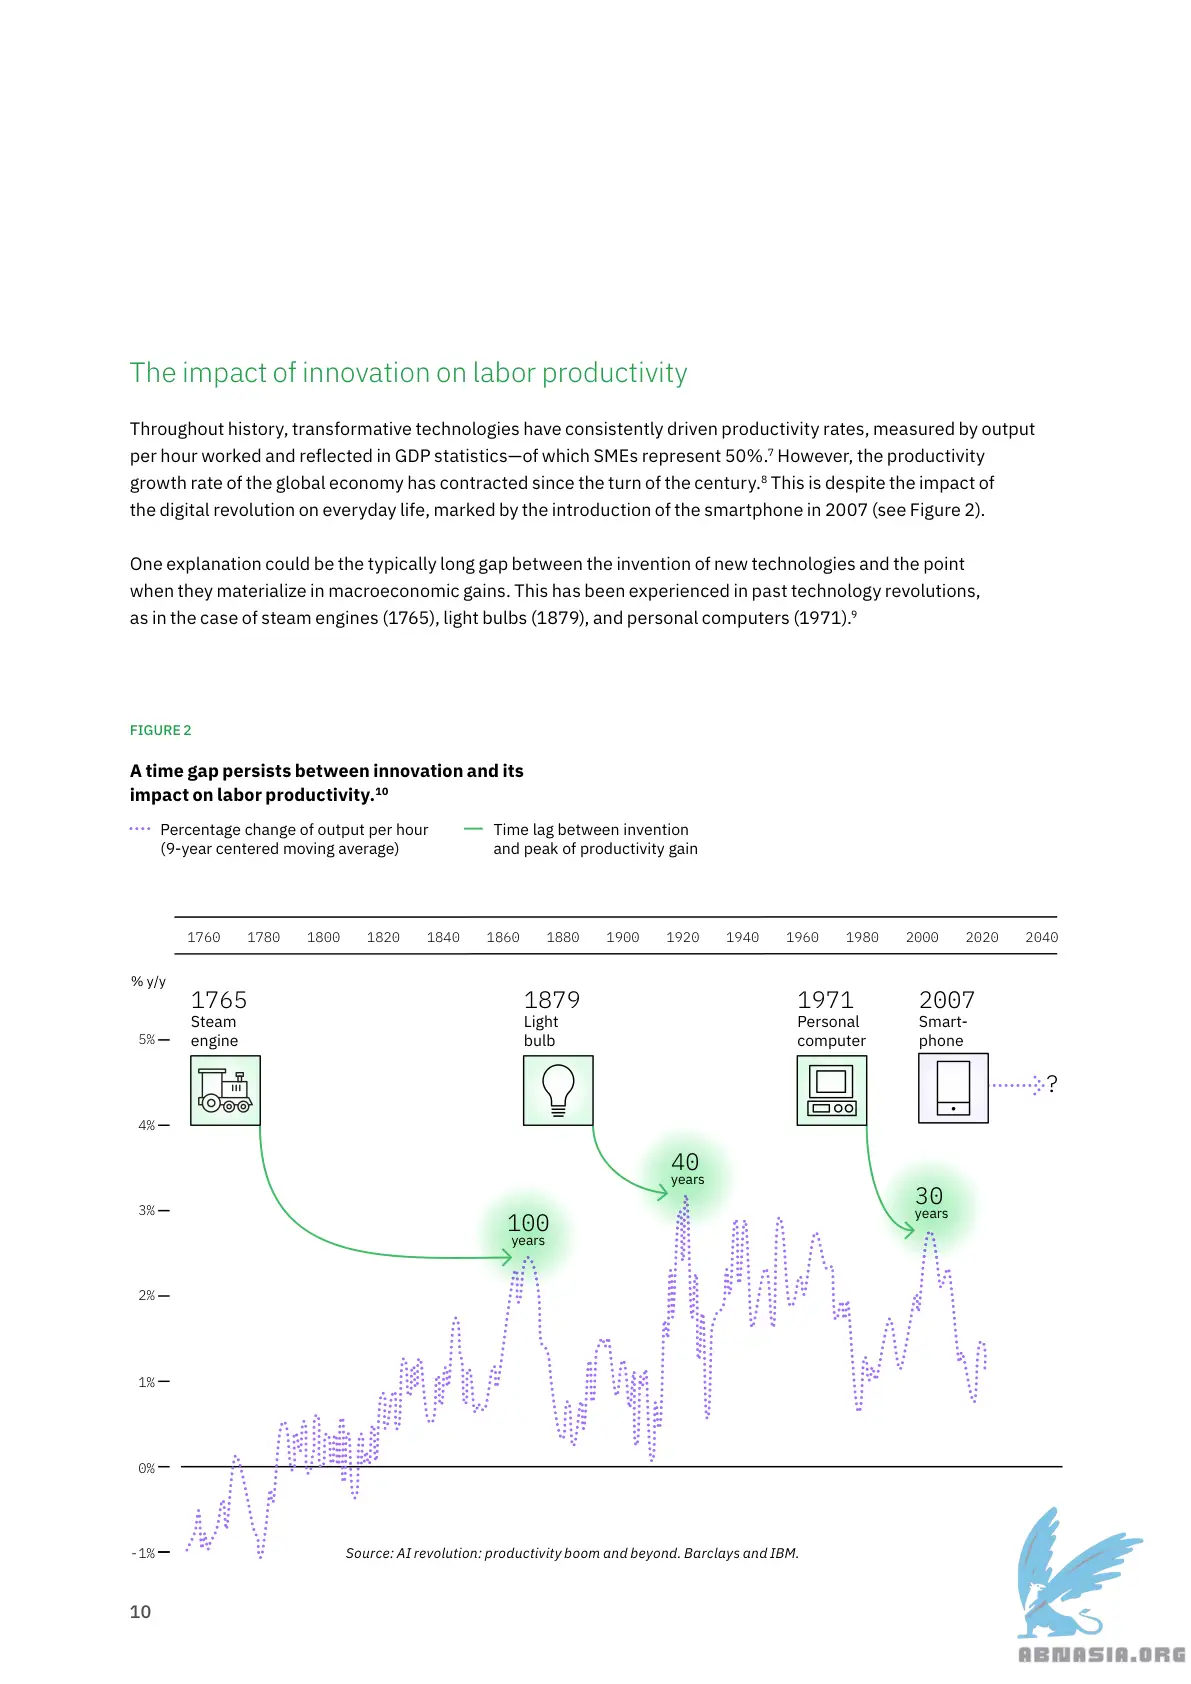 The impact of innovation on labor productivity
Throughout history, transformative technologies have consistently driven productivity rates, measured by output
per hour worked and reflected in GDP statistics—of which SMEs represent 50%.⁷ However, the productivity
growth rate of the global economy has contracted since the turn of the century.⁸ This is despite the impact of
the digital revolution on everyday life, marked by the introduction of the smartphone in 2007 (see Figure 2).
One explanation could be the typically long gap between the invention of new technologies and the point
when they materialize in macroeconomic gains. This has been experienced in past technology revolutions,
as in the case of steam engines (1765), light bulbs (1879), and personal computers (1971).⁹
FIGURE 2
A time gap persists between innovation and its
impact on labor productivity.¹⁰
Percentage change of output per hour
(9-year centered moving average)
Time lag between invention
and peak of productivity gain
1760 1780 1800 1820 1840 1860 1880 1900 1920 1940 1960 1980 2000 2020 2040
% y/y
1765
Steam
engine
1879
Light
bulb
1971
Personal
computer
2007
Smart-
phone
5%
?
4%
40
years
3%
30
years
100
years
2%
1%
0%
-1%
Source: AI revolution: productivity boom and beyond. Barclays and IBM.
10
ABNASIA.ORG